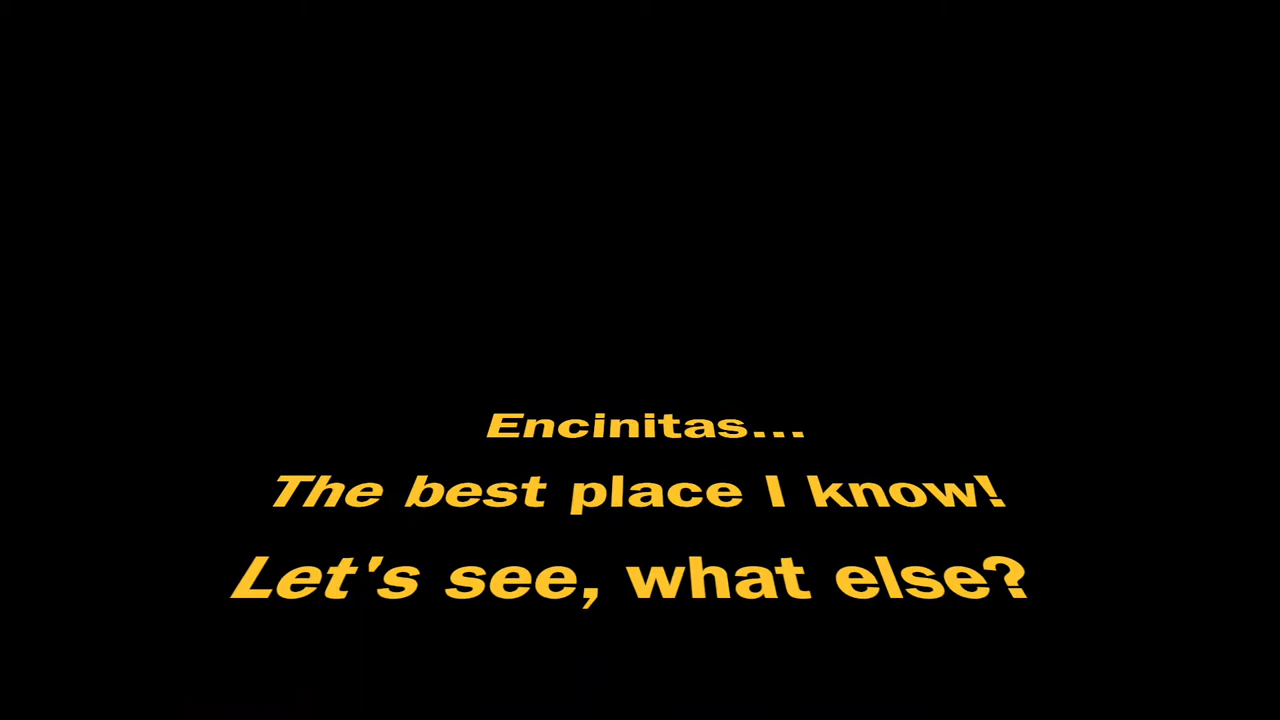 Encinitas...
The best place I know!
Let's see, what else?